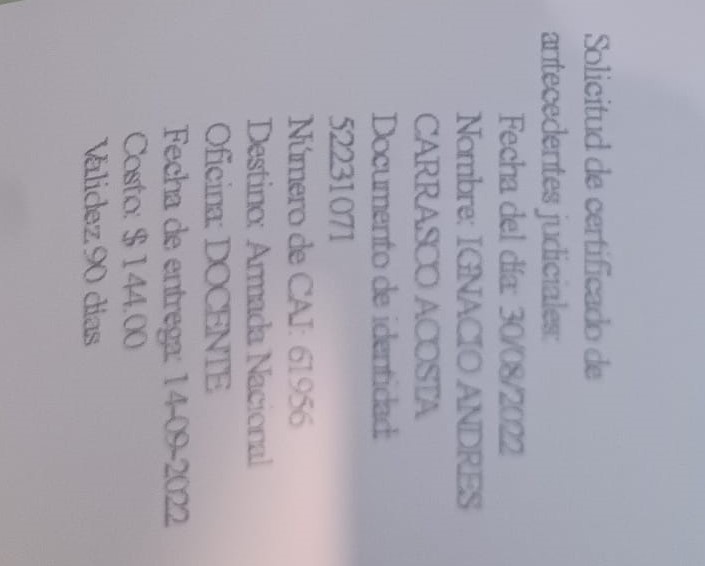 Solicitud de certificado de
antecedentes judiciales:
Fecha del día: 30/08/2022
Nombre: IGNACIO ANDRES
CARRASCO ACOSTA
Documento de identidad:
52231071
Número de CAJ: 61956
Destino: Armada Nacional
Oficina: DOCENTE
Fecha de entrega: 14-09-2022
Costo: $ 144.00
Validez 90 días